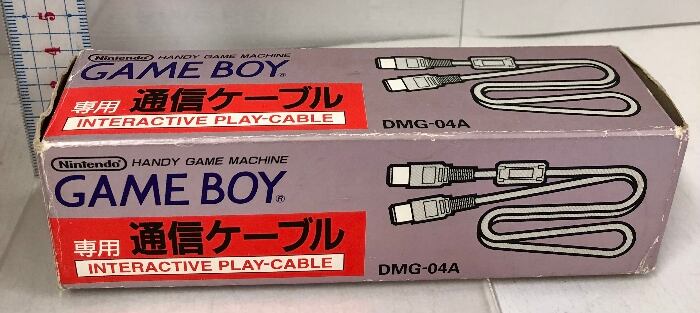 Nintendo HANDY GAME MACHINE
GAME BOY®
専用 通信ケーブル
INTERACTIVE PLAY-CABLE
DMG-04A
Nintendo HANDY GAME MACHINE
GAME BOY®
専用 通信ケーブル
INTERACTIVE PLAY-CABLE
DMG-04A
5